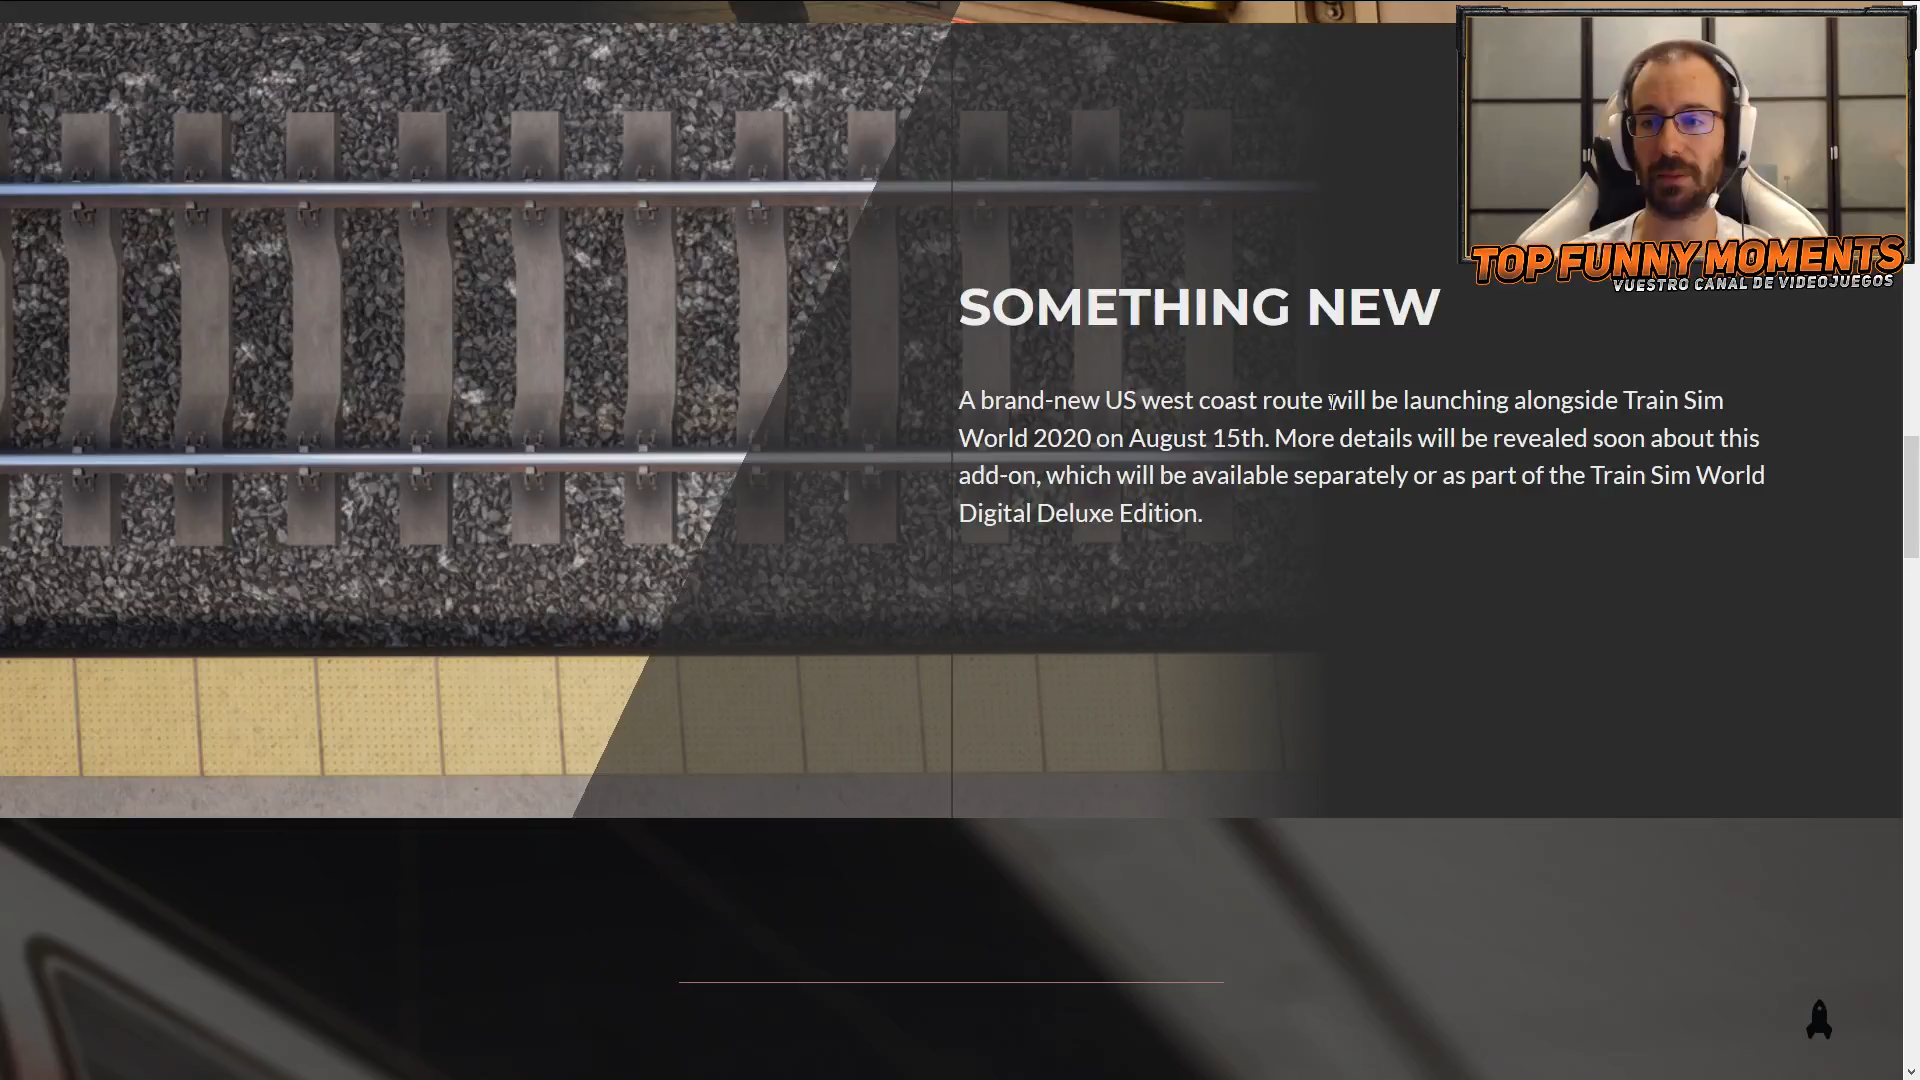 TOP FUNNY MOMENTS
VUESTRO CANAL DE VIDEOJUEGOS
SOMETHING NEW
A brand-new US west coast route will be launching alongside Train Sim
World 2020 on August 15th. More details will be revealed soon about this
add-on, which will be available separately or as part of the Train Sim World
Digital Deluxe Edition.